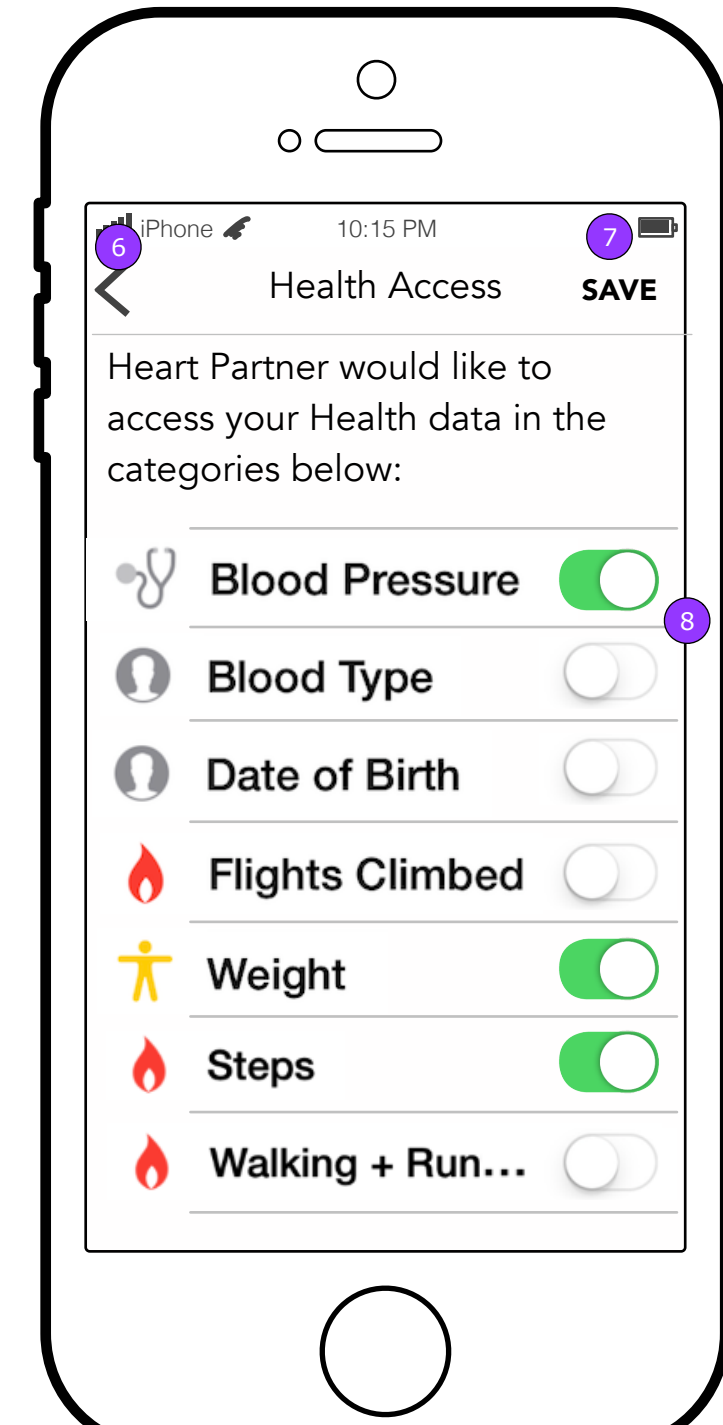 iPhone 10:15 PM
6 7
Health Access SAVE
Heart Partner would like to
access your Health data in the
categories below:
Blood Pressure
8
Blood Type
Date of Birth
Flights Climbed
Weight
Steps
Walking + Run...